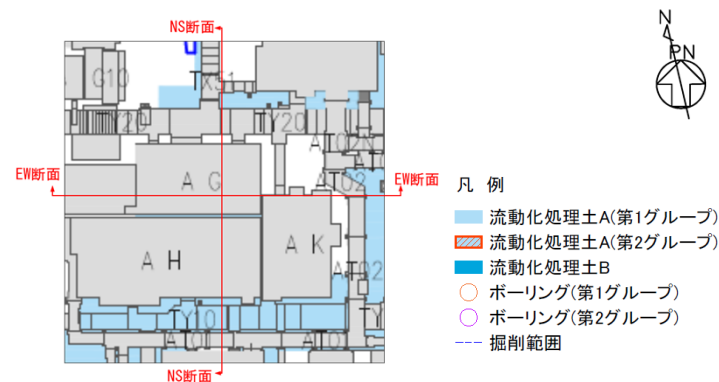 NS断面
N
PN
G10
TX51
TY20
TY20
AT02N
AT0
A G
AT02
EW断面
EW断面
A H
A K
AT02
TY10
TY
AT01
AT01
NS断面
凡 例
流動化処理土A(第1グループ)
流動化処理土A(第2グループ)
流動化処理土B
ボーリング(第1グループ)
ボーリング(第2グループ)
掘削範囲